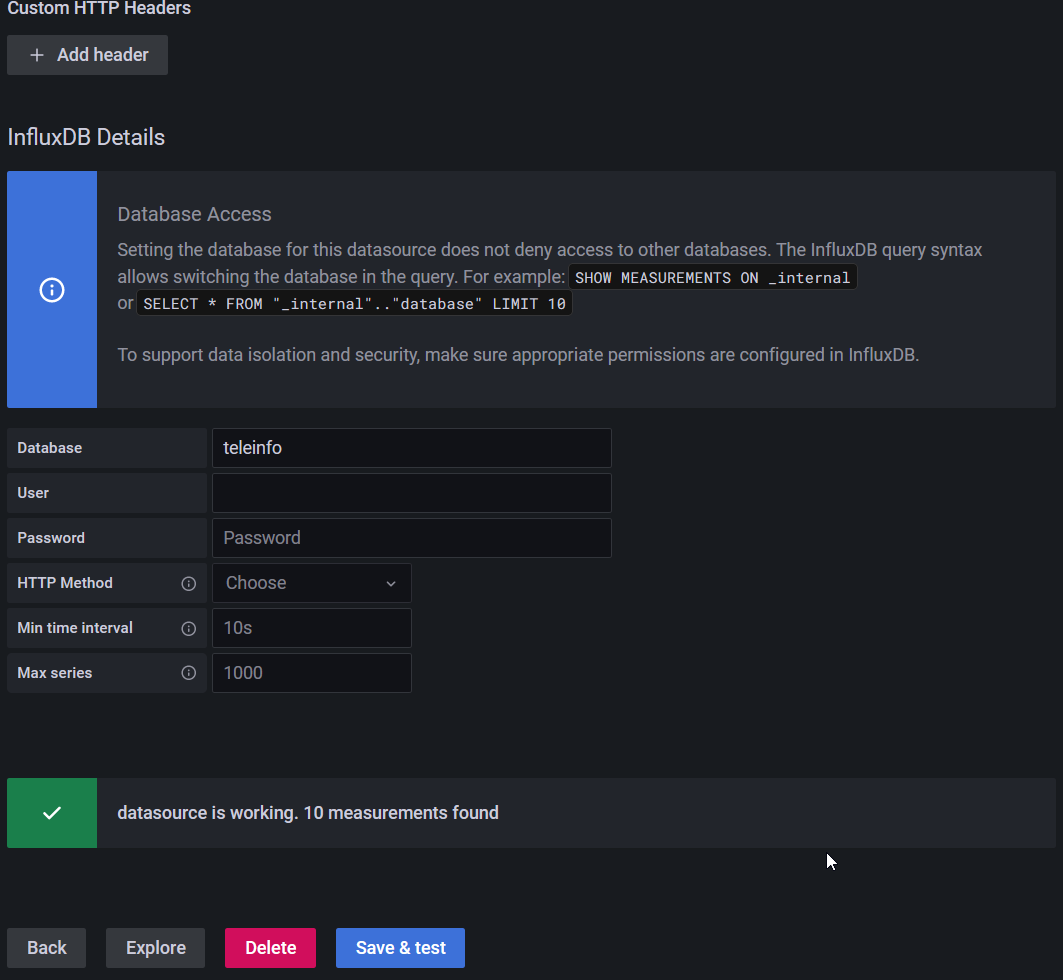 Custom HTTP Headers
Add header
InfluxDB Details
Database Access
Setting the database for this datasource does not deny access to other databases. The InfluxDB query syntax
allows switching the database in the query. For example: SHOW MEASUREMENTS ON _internal
or SELECT * FROM "_internal".."database" LIMIT 10
To support data isolation and security, make sure appropriate permissions are configured in InfluxDB.
Database teleinfo
User
Password Password
HTTP Method Choose
Min time interval 10s
Max series 1000
datasource is working. 10 measurements found
Back Explore Delete Save & test